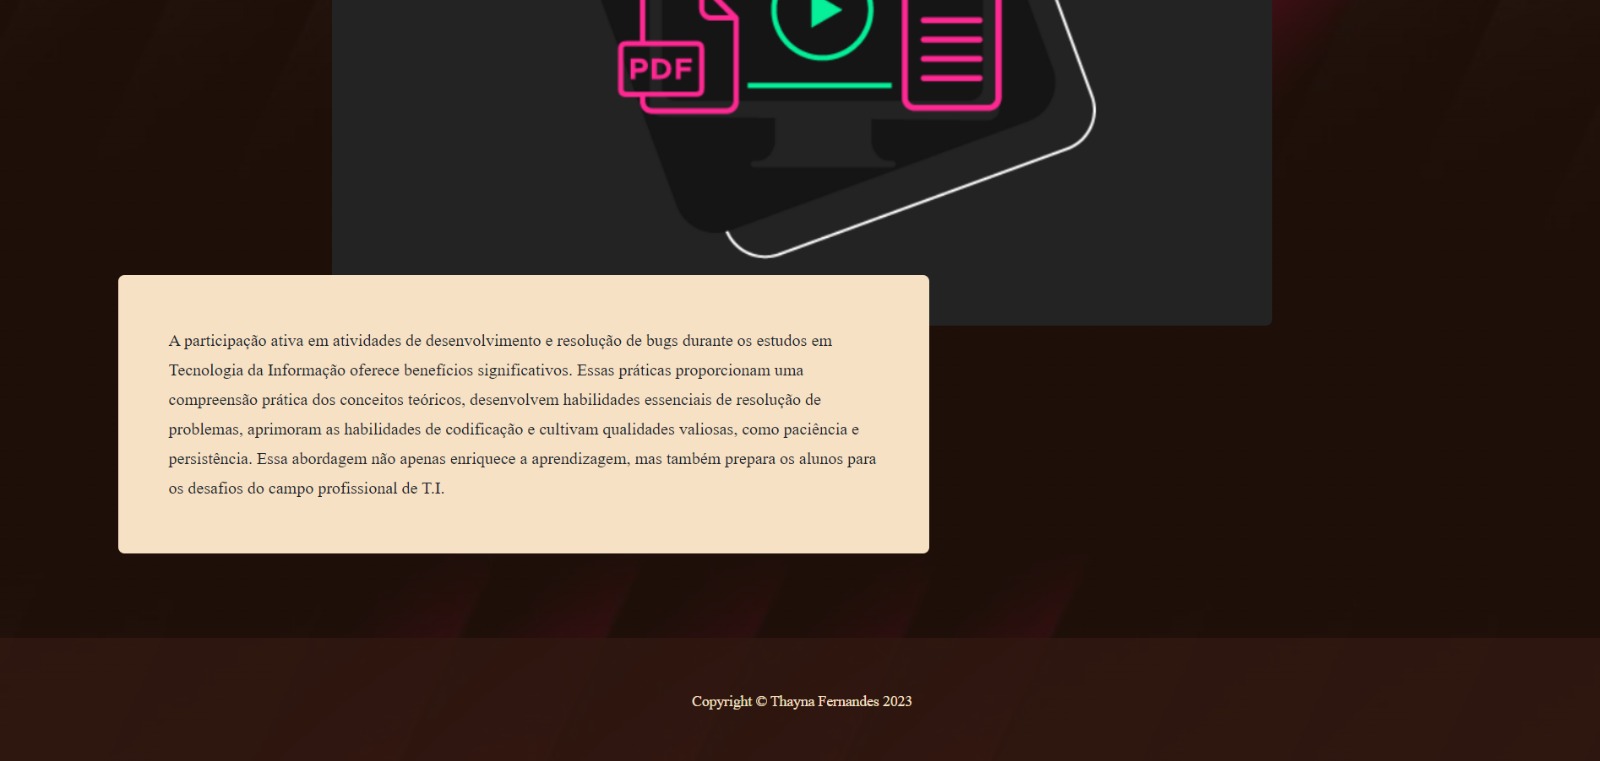 PDF
A participação ativa em atividades de desenvolvimento e resolução de bugs durante os estudos em
Tecnologia da Informação oferece benefícios significativos. Essas práticas proporcionam uma
compreensão prática dos conceitos teóricos, desenvolvem habilidades essenciais de resolução de
problemas, aprimoram as habilidades de codificação e cultivam qualidades valiosas, como paciência e
persistência. Essa abordagem não apenas enriquece a aprendizagem, mas também prepara os alunos para
os desafios do campo profissional de T.I.
Copyright © Thayna Fernandes 2023